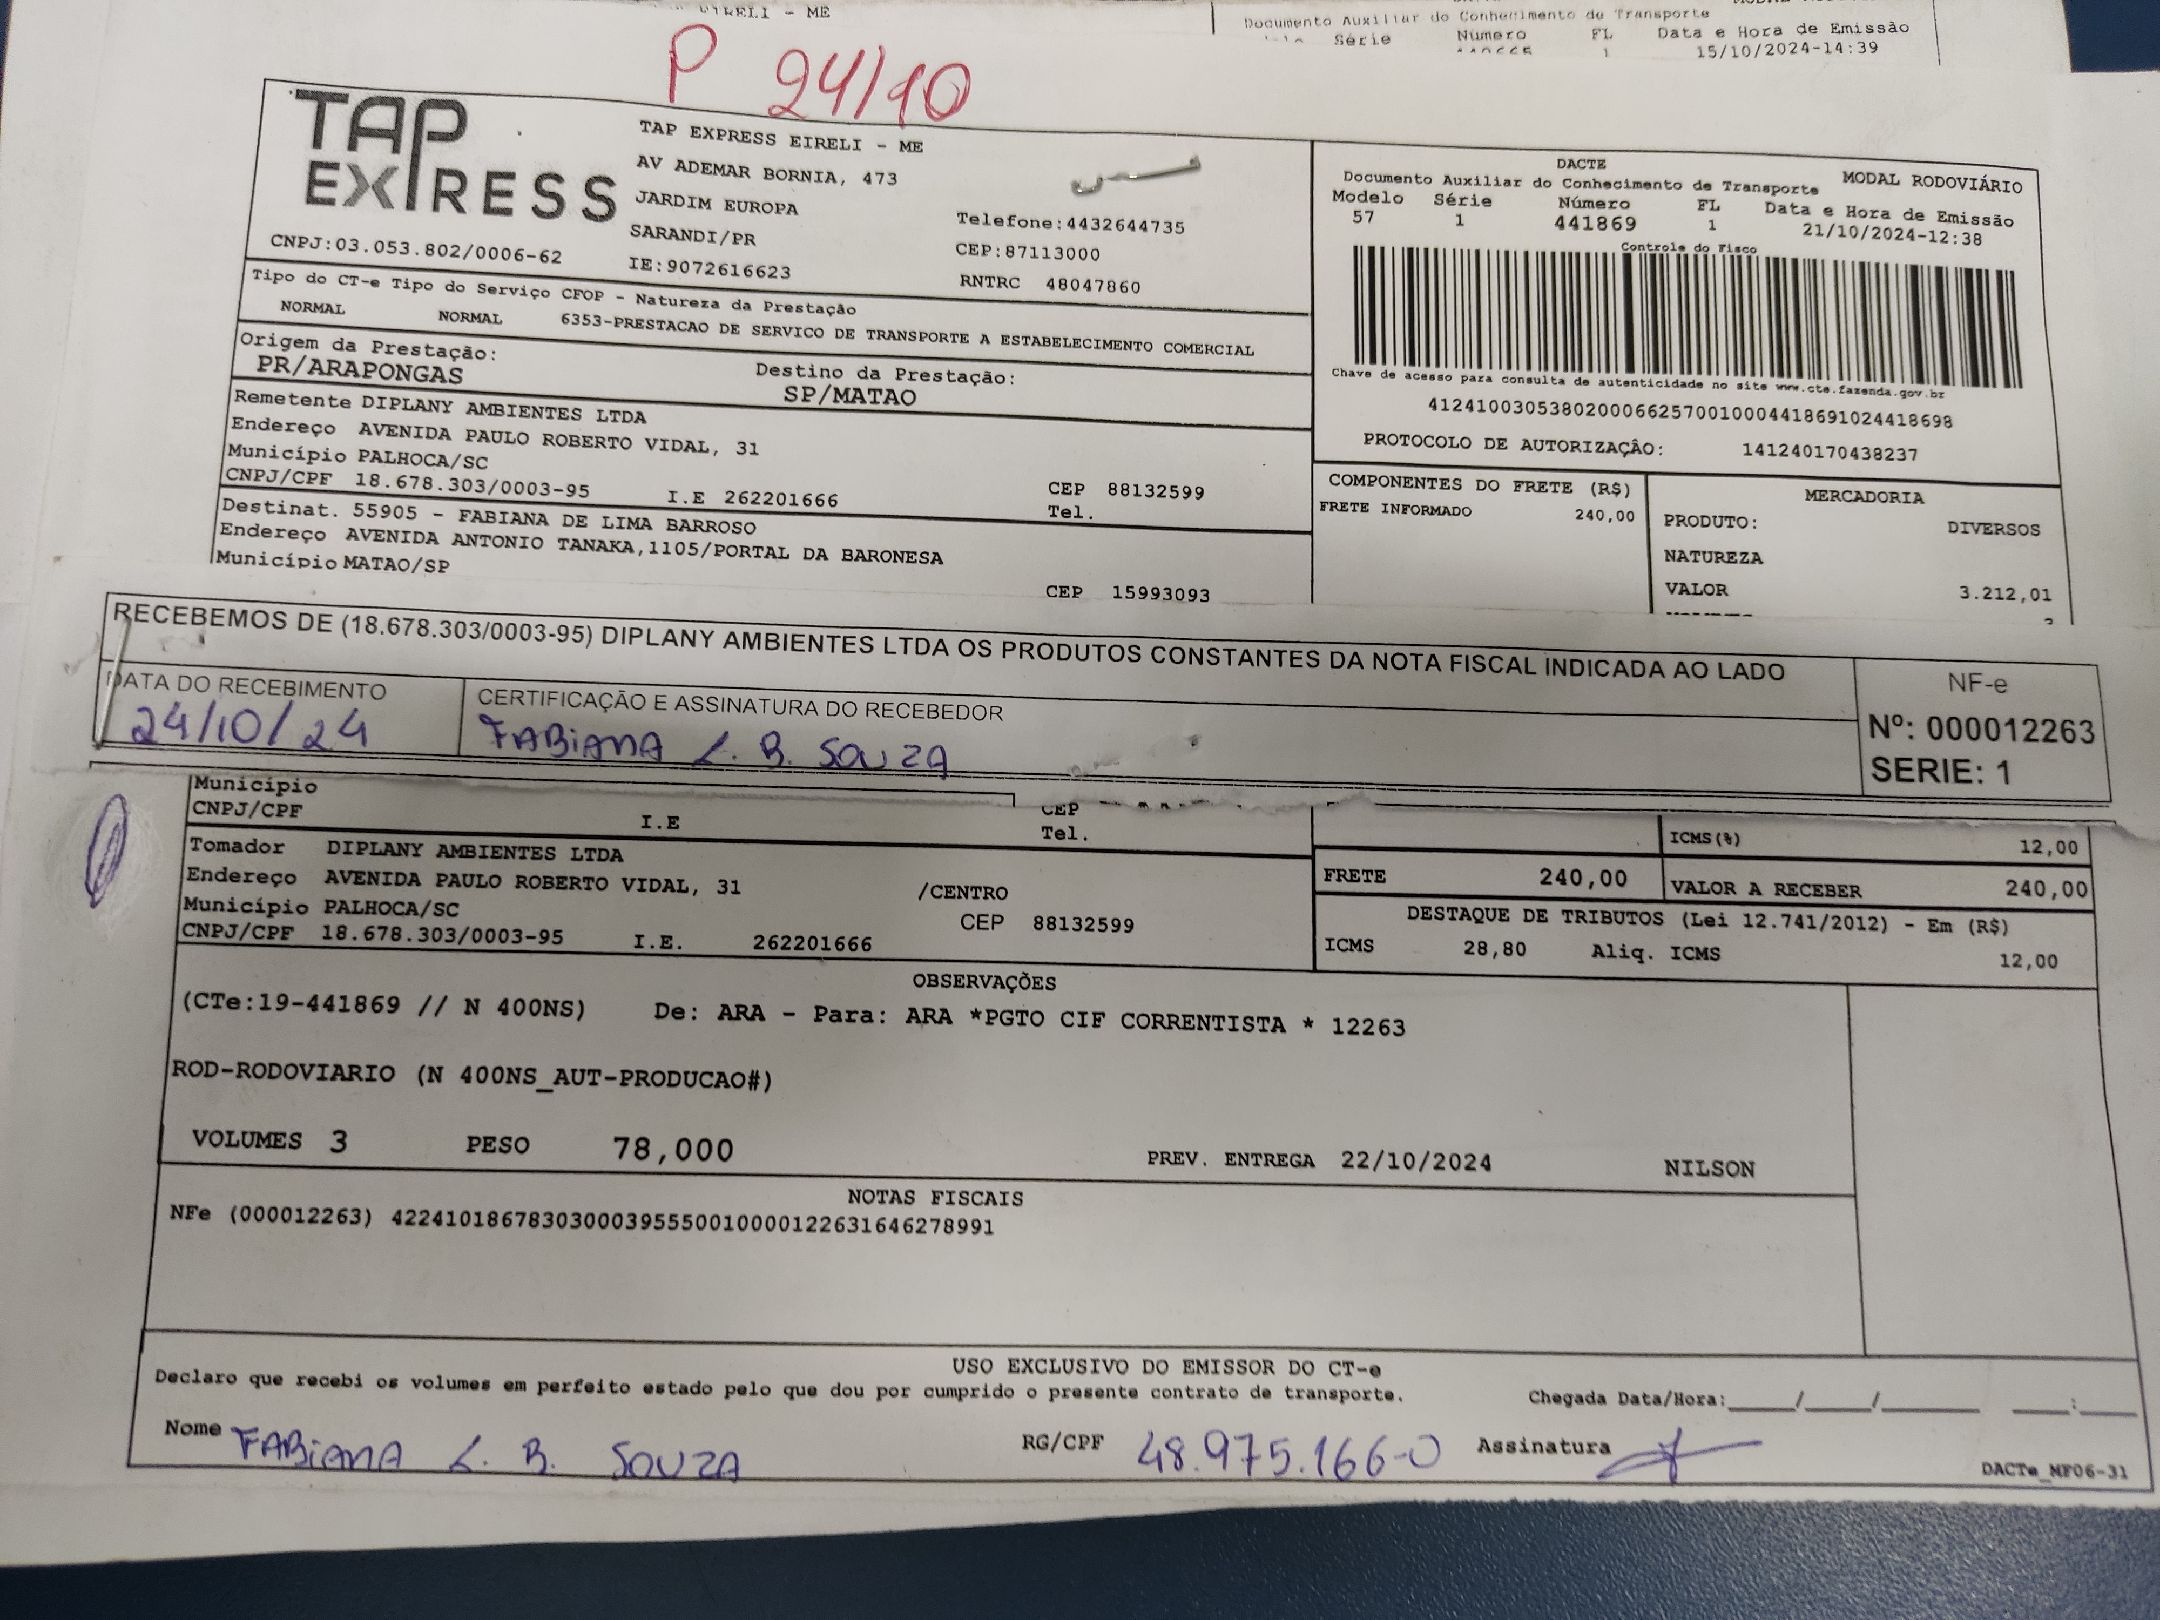 EIRELI - ME
Documento Auxiliar do Conhecimento de Transporte
Série Número FL Data e Hora de Emissão
1 15/10/2024-14:39
P 24/10
TAP EXPRESS
CNPJ:03.053.802/0006-62
TAP EXPRESS EIRELI - ME
AV ADEMAR BORNIA, 473
JARDIM EUROPA
SARANDI/PR
IE:9072616623
Telefone:4432644735
CEP:87113000
RNTRC 48047860
DACTE
MODAL RODOVIÁRIO
Documento Auxiliar do Conhecimento de Transporte
Modelo Série Número FL Data e Hora de Emissão
57 1 441869 1 21/10/2024-12:38
Controle do Fisco
Chave de acesso para consulta de autenticidade no site www.cte.fazenda.gov.br
41241003053802000662570010004418691024418698
PROTOCOLO DE AUTORIZAÇÂO: 141240170438237
Tipo do CT-e Tipo do Serviço CFOP - Natureza da Prestação
NORMAL NORMAL 6353-PRESTACAO DE SERVICO DE TRANSPORTE A ESTABELECIMENTO COMERCIAL
Origem da Prestação: Destino da Prestação:
PR/ARAPONGAS SP/MATAO
Remetente DIPLANY AMBIENTES LTDA
Endereço AVENIDA PAULO ROBERTO VIDAL, 31
Município PALHOCA/SC CEP 88132599
CNPJ/CPF 18.678.303/0003-95 I.E 262201666 Tel.
Destinat. 55905 - FABIANA DE LIMA BARROSO
Endereço AVENIDA ANTONIO TANAKA,1105/PORTAL DA BARONESA
Município MATAO/SP CEP 15993093
COMPONENTES DO FRETE (R$)
FRETE INFORMADO 240,00
MERCADORIA
PRODUTO: DIVERSOS
NATUREZA
VALOR 3.212,01
RECEBEMOS DE (18.678.303/0003-95) DIPLANY AMBIENTES LTDA OS PRODUTOS CONSTANTES DA NOTA FISCAL INDICADA AO LADO
DATA DO RECEBIMENTO CERTIFICAÇÃO E ASSINATURA DO RECEBEDOR
24/10/24 FABiANA L. B. SOUZA
NF-e
Nº: 000012263
SERIE: 1
Município
CNPJ/CPF I.E CEP
Tel.
Tomador DIPLANY AMBIENTES LTDA
Endereço AVENIDA PAULO ROBERTO VIDAL, 31 /CENTRO
Município PALHOCA/SC CEP 88132599
CNPJ/CPF 18.678.303/0003-95 I.E. 262201666
ICMS(%) 12,00
FRETE 240,00 VALOR A RECEBER 240,00
DESTAQUE DE TRIBUTOS (Lei 12.741/2012) - Em (R$)
ICMS 28,80 Aliq. ICMS 12,00
OBSERVAÇÕES
(CTe:19-441869 // N 400NS) De: ARA - Para: ARA *PGTO CIF CORRENTISTA * 12263
ROD-RODOVIARIO (N 400NS_AUT-PRODUCAO#)
VOLUMES 3 PESO 78,000 PREV. ENTREGA 22/10/2024 NILSON
NOTAS FISCAIS
NFe (000012263) 42241018678303000395550010000122631646278991
USO EXCLUSIVO DO EMISSOR DO CT-e
Declaro que recebi os volumes em perfeito estado pelo que dou por cumprido o presente contrato de transporte. Chegada Data/Hora:_____/_____/________ ____:____
Nome FABiANA L. B. SOUZA RG/CPF 48.975.166-0 Assinatura
DACTe_MF06-31